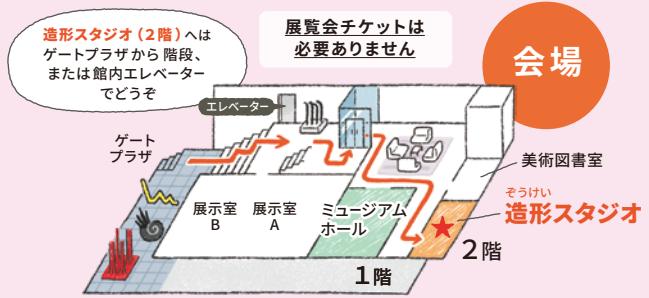 造形スタジオ(2階)へは
ゲートプラザから階段、
または館内エレベーター
でどうぞ
展覧会チケットは
必要ありません
会場
エレベーター
ゲート
プラザ
美術図書室
展示室
B
展示室
A
ミュージアム
ホール
ぞうけい
造形スタジオ
2階
1階